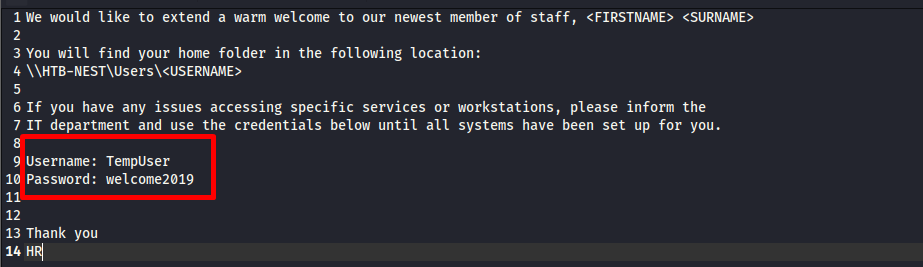 1 We would like to extend a warm welcome to our newest member of staff, <FIRSTNAME> <SURNAME>
2
3 You will find your home folder in the following location:
4 \\HTB-NEST\Users\<USERNAME>
5
6 If you have any issues accessing specific services or workstations, please inform the
7 IT department and use the credentials below until all systems have been set up for you.
8
9 Username: TempUser
10 Password: welcome2019
11
12
13 Thank you
14 HR